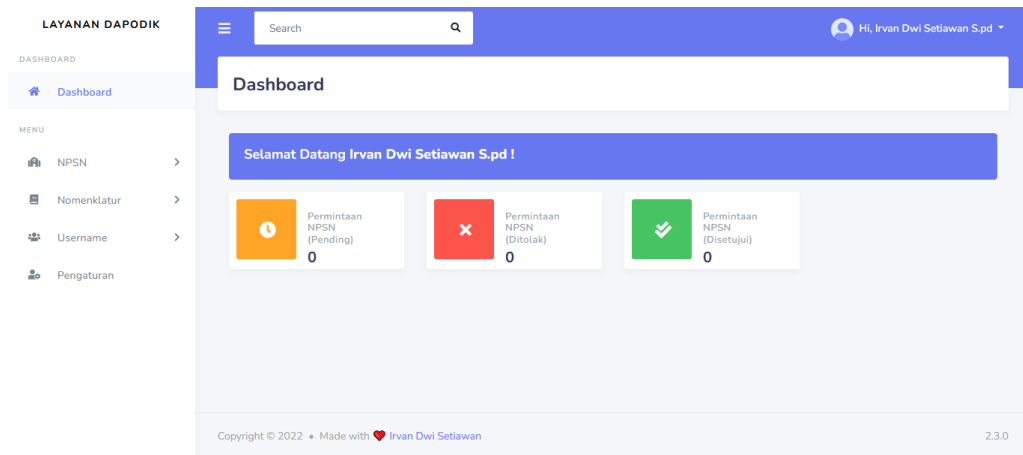 LAYANAN DAPODIK
DASHBOARD
Dashboard
MENU
NPSN
Nomenklatur
Username
Pengaturan
Search
Hi, Irvan Dwi Setiawan S.pd
Dashboard
Selamat Datang Irvan Dwi Setiawan S.pd !
Permintaan
NPSN
(Pending)
0
Permintaan
NPSN
(Ditolak)
0
Permintaan
NPSN
(Disetujui)
0
Copyright © 2022 • Made with ❤ Irvan Dwi Setiawan
2.3.0